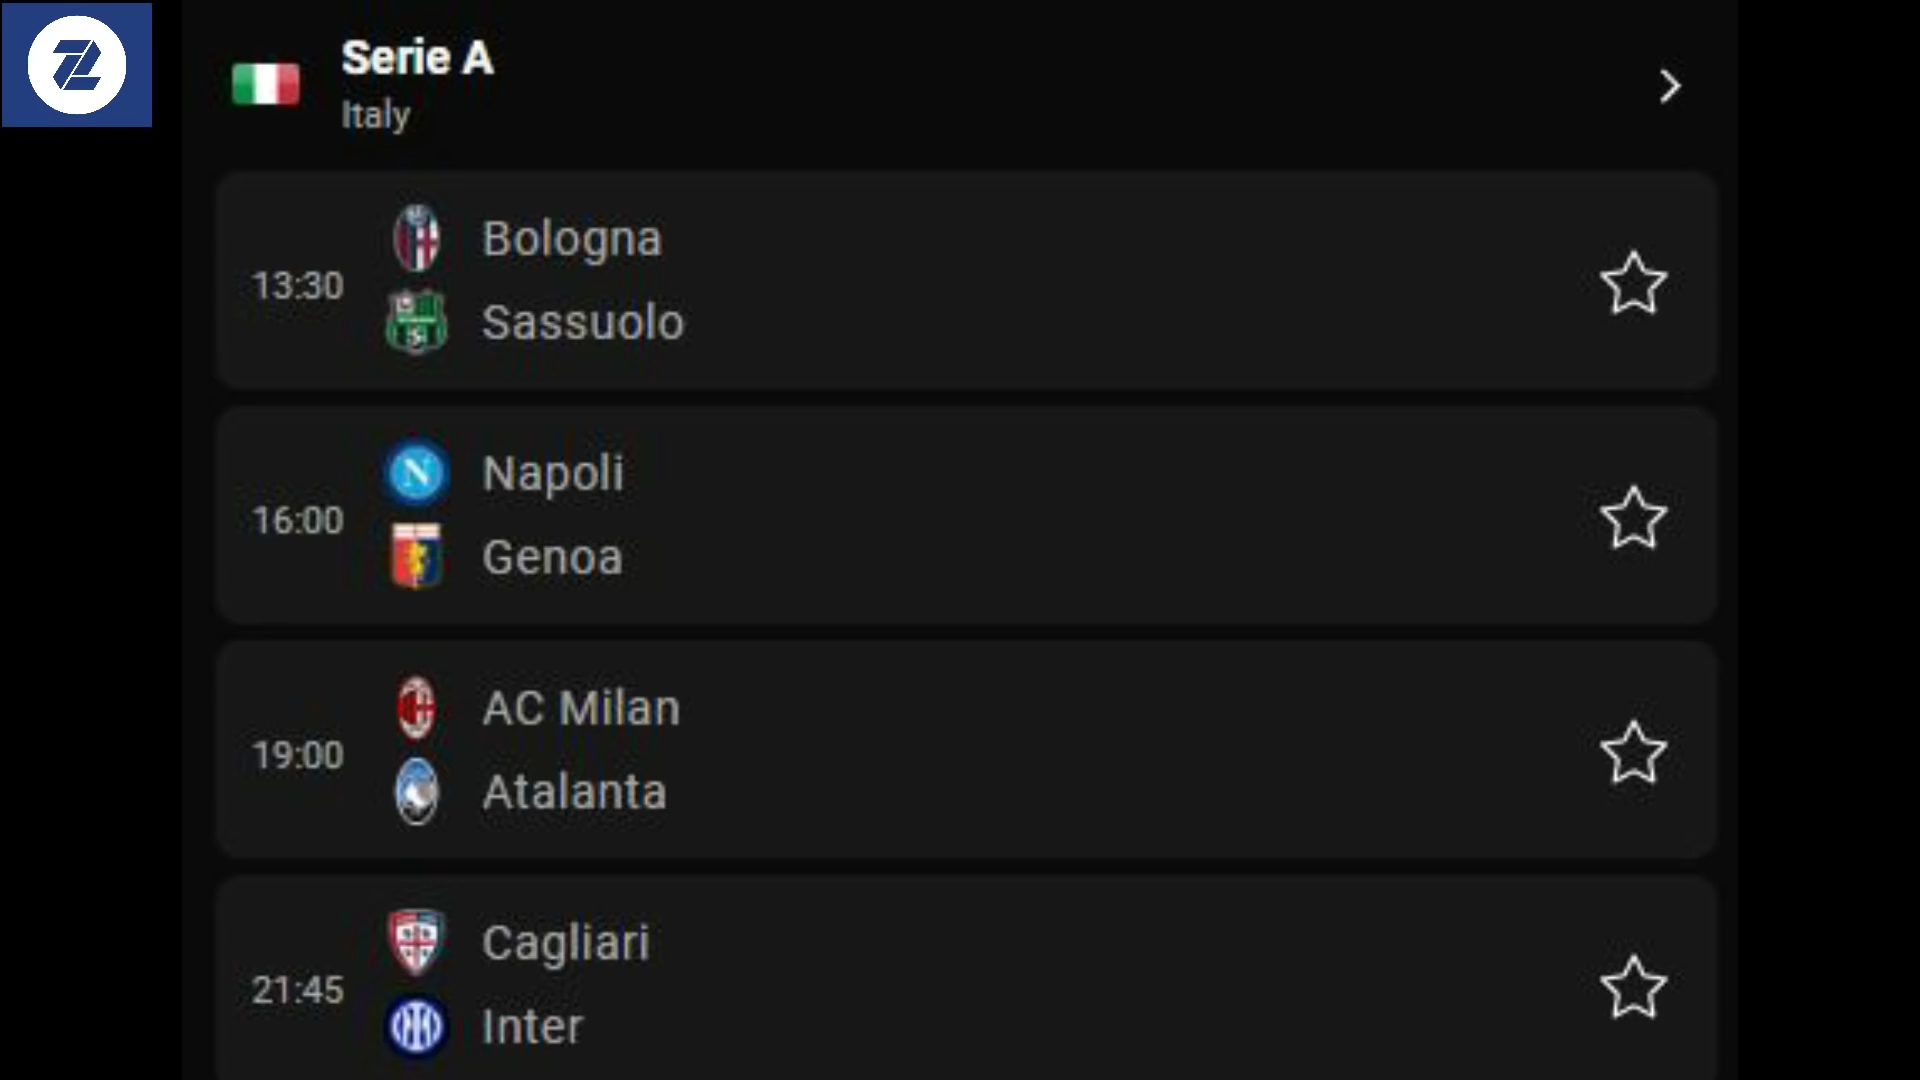 Serie A
Italy
13:30
Bologna
Sassuolo
16:00
Napoli
Genoa
19:00
AC Milan
Atalanta
21:45
Cagliari
Inter